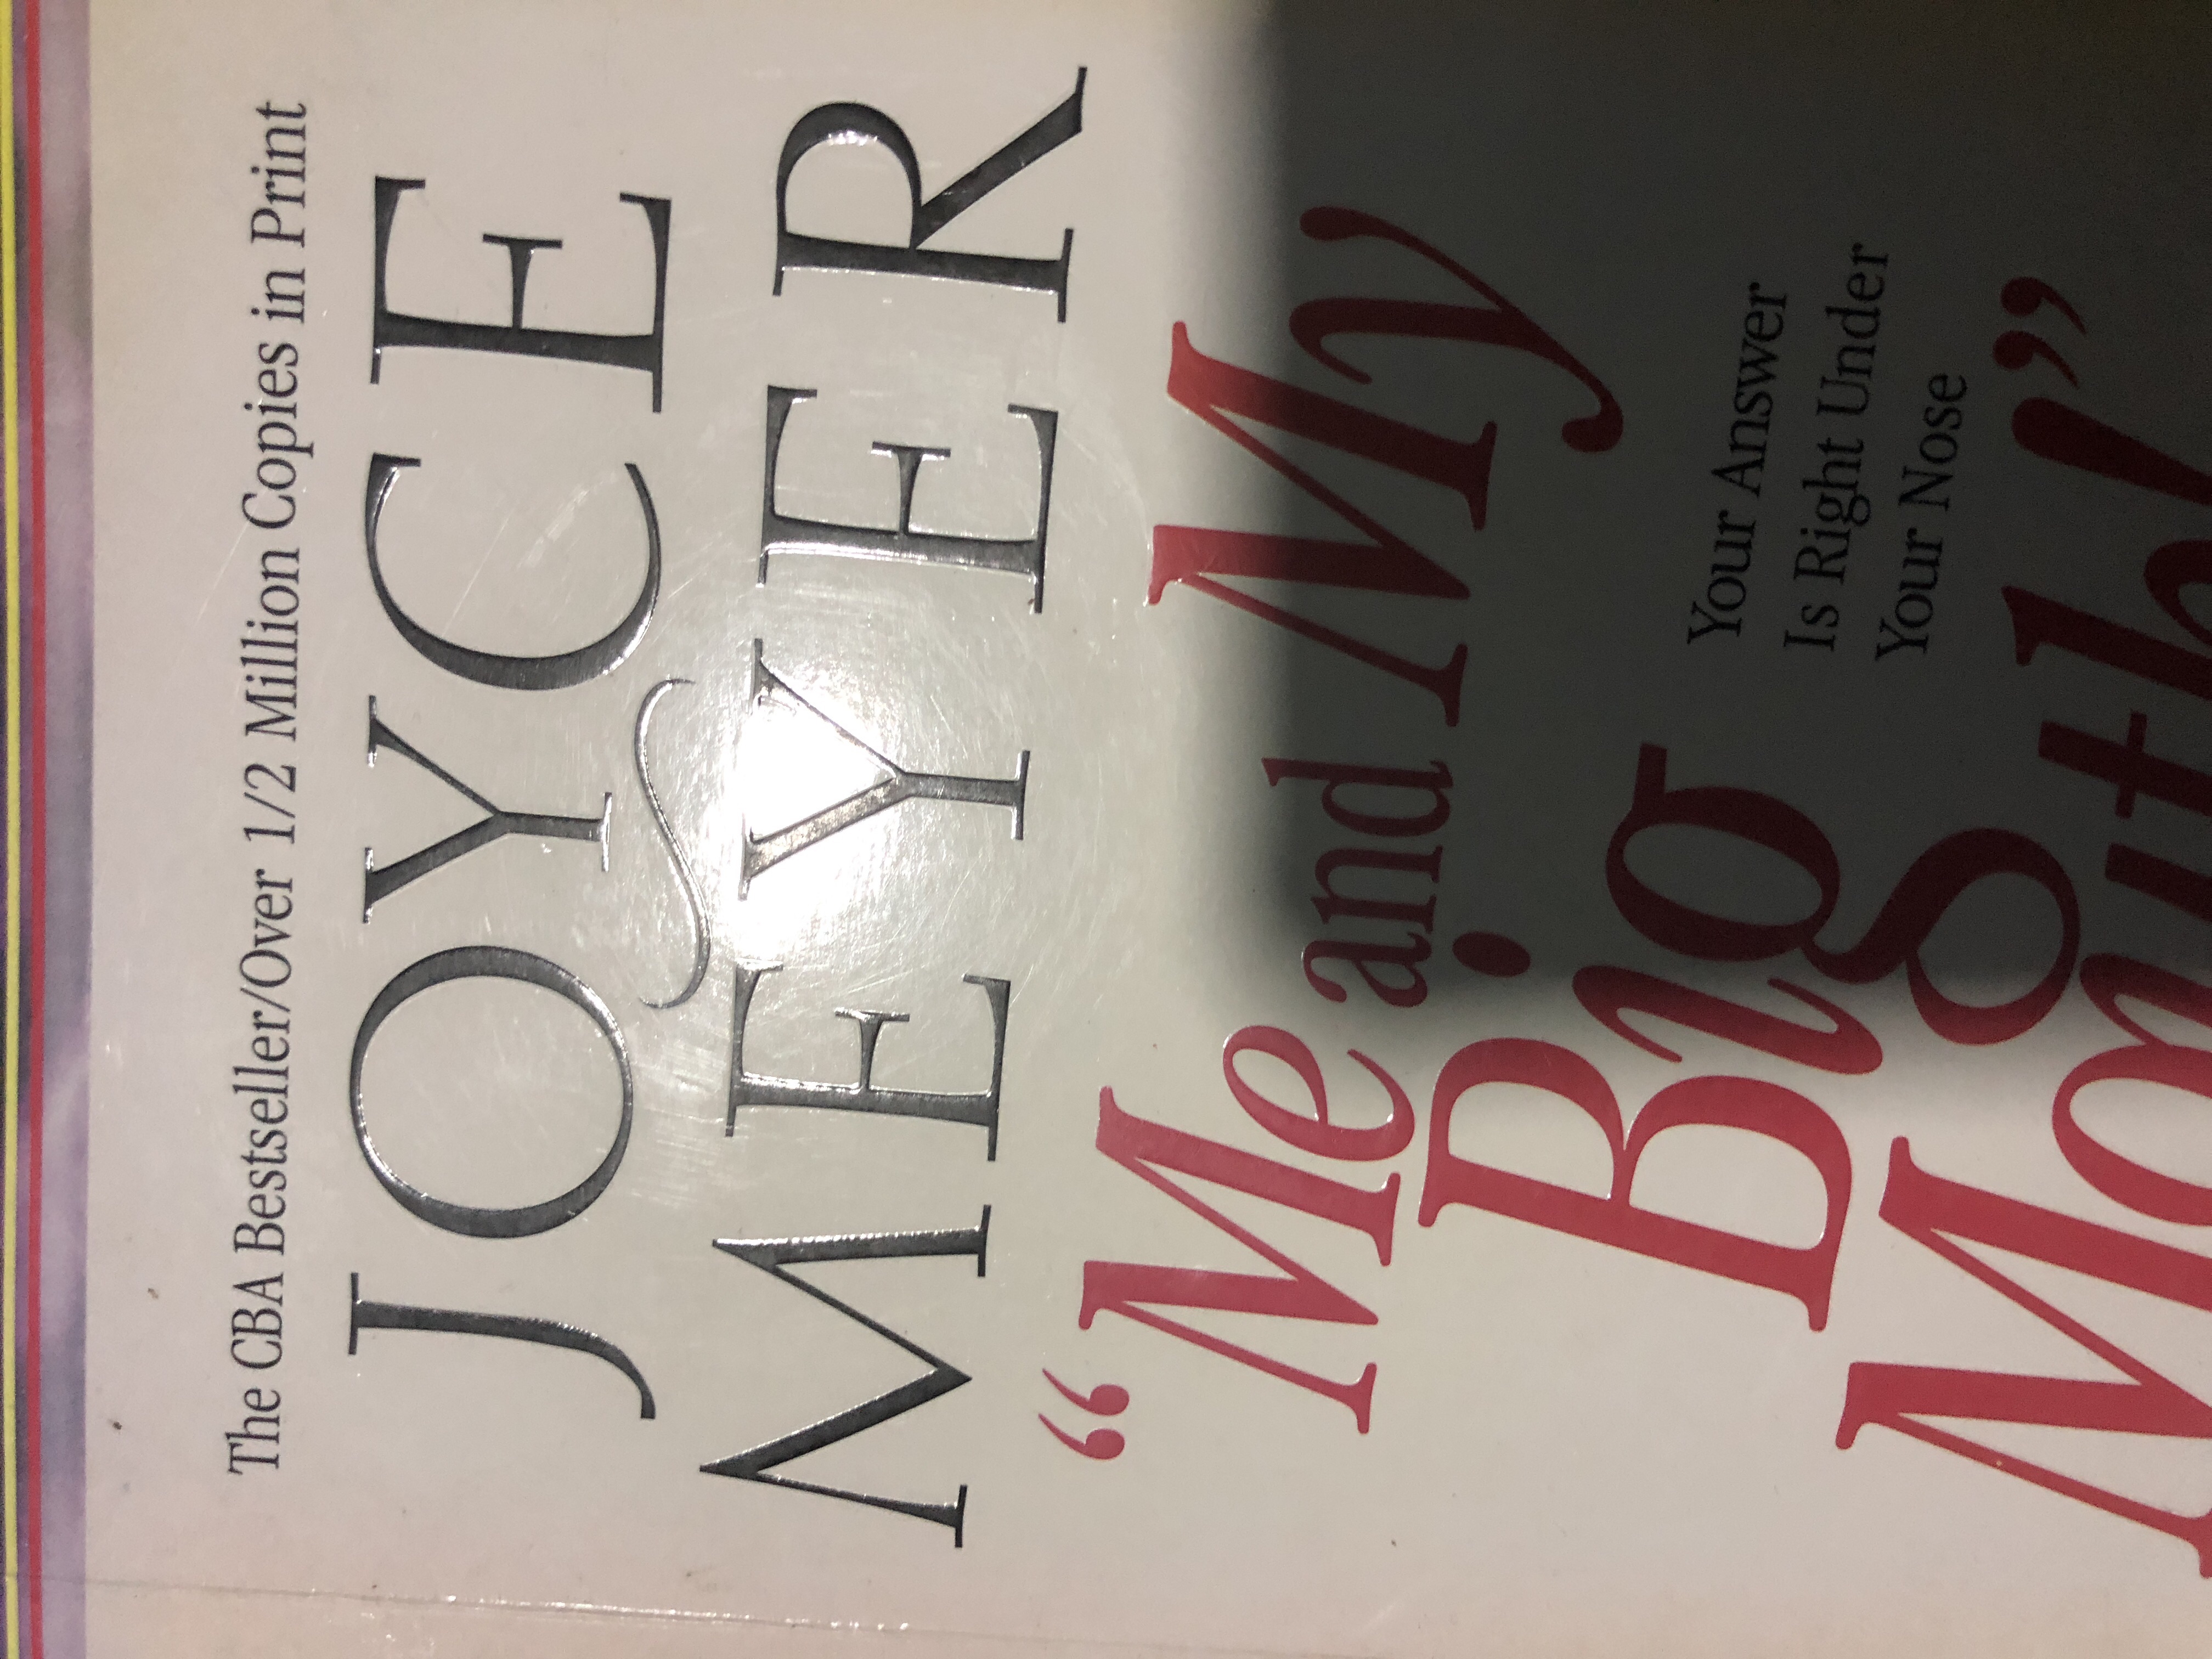 The CBA Bestseller/Over 1/2 Million Copies in Print
JOYCE
MEYER
“Me and My
Big
Mouth”
Your Answer
Is Right Under
Your Nose